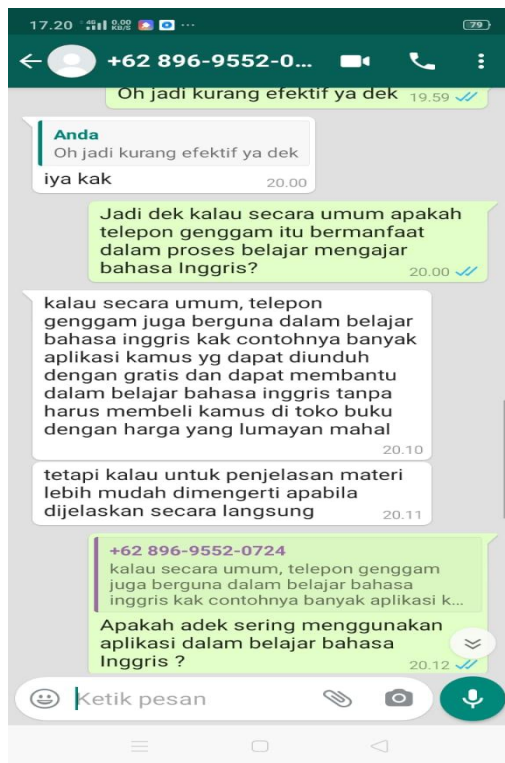 17.20 4G 0.00 KB/S ... 79
+62 896-9552-0...
Oh jadi kurang efektif ya dek 19.59
Anda
Oh jadi kurang efektif ya dek
iya kak 20.00
Jadi dek kalau secara umum apakah
telepon genggam itu bermanfaat
dalam proses belajar mengajar
bahasa Inggris? 20.00
kalau secara umum, telepon
genggam juga berguna dalam belajar
bahasa inggris kak contohnya banyak
aplikasi kamus yg dapat diunduh
dengan gratis dan dapat membantu
dalam belajar bahasa inggris tanpa
harus membeli kamus di toko buku
dengan harga yang lumayan mahal
20.10
tetapi kalau untuk penjelasan materi
lebih mudah dimengerti apabila
dijelaskan secara langsung 20.11
+62 896-9552-0724
kalau secara umum, telepon genggam
juga berguna dalam belajar bahasa
inggris kak contohnya banyak aplikasi k...
Apakah adek sering menggunakan
aplikasi dalam belajar bahasa
Inggris ? 20.12
Ketik pesan